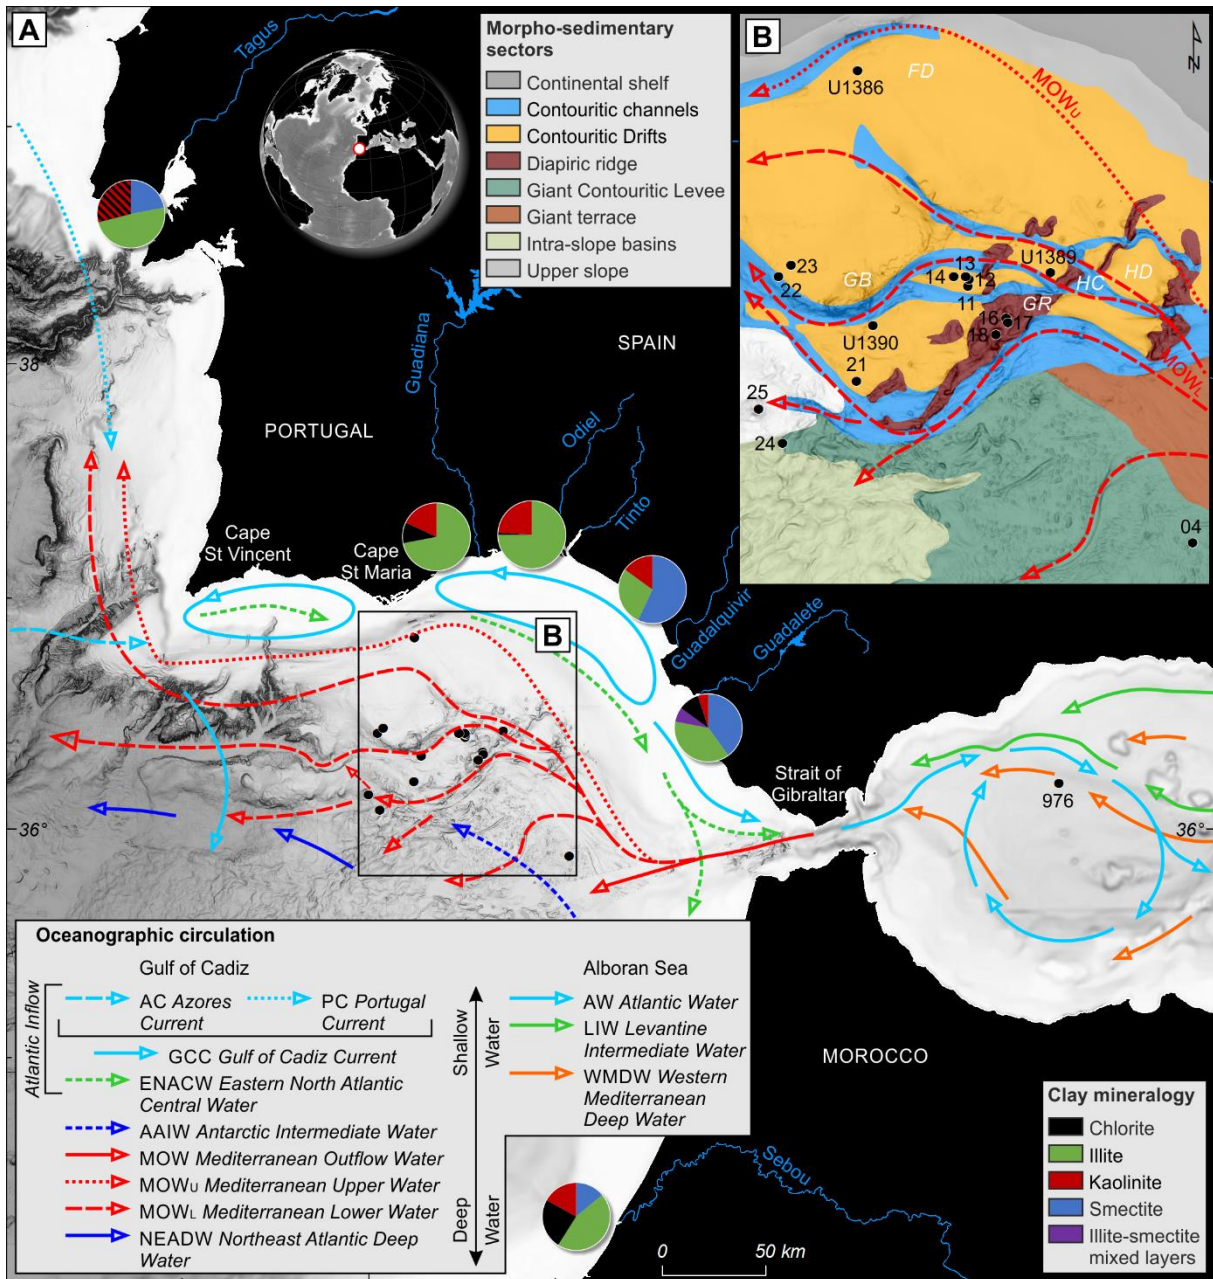 A
Tagus
Morpho-sedimentary
sectors
Continental shelf
Contouritic channels
Contouritic Drifts
Diapiric ridge
Giant Contouritic Levee
Giant terrace
Intra-slope basins
Upper slope
B
N
FD
U1386
MOWU
23
22
GB
14
13
12
11
U1389
HC
HD
GR
16
17
18
U1390
21
MOWL
25
24
04
38
Guadiana
SPAIN
PORTUGAL
Odiel
Tinto
Cape
St Vincent
Cape
St Maria
Guadalquivir
Guadalete
B
Strait of
Gibraltar
976
36°
36°
MOROCCO
Sebou
Oceanographic circulation
Gulf of Cadiz
Alboran Sea
Atlantic Inflow
AC Azores
Current
PC Portugal
Current
GCC Gulf of Cadiz Current
ENACW Eastern North Atlantic
Central Water
AAIW Antarctic Intermediate Water
MOW Mediterranean Outflow Water
MOWU Mediterranean Upper Water
MOWL Mediterranean Lower Water
NEADW Northeast Atlantic Deep
Water
Shallow
Water
Deep
Water
AW Atlantic Water
LIW Levantine
Intermediate Water
WMDW Western
Mediterranean
Deep Water
0 50 km
Clay mineralogy
Chlorite
Illite
Kaolinite
Smectite
Illite-smectite
mixed layers